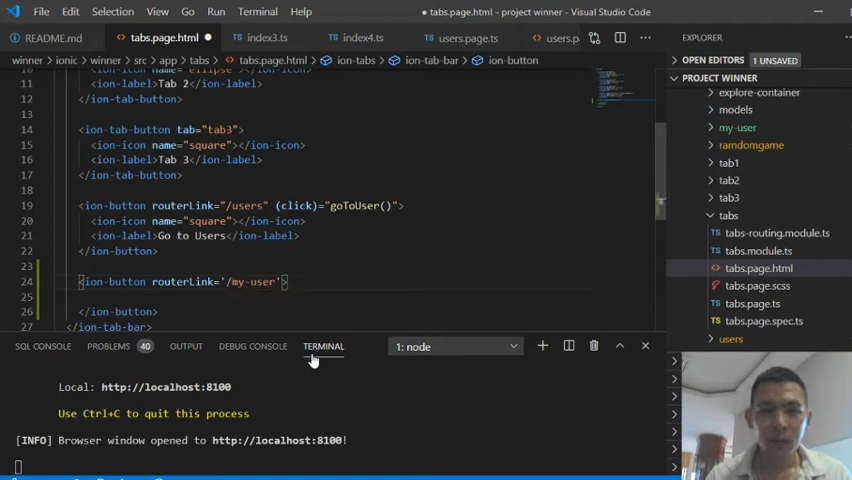 File Edit Selection View Go Run Terminal Help
● tabs.page.html - project winner - Visual Studio Code
README.md
tabs.page.html ●
index3.ts
index4.ts
users.page.ts
users.p
winner > ionic > winner > src > app > tabs > tabs.page.html > ion-tabs > ion-tab-bar > ion-button
11 <ion-label>Tab 2</ion-label>
12 </ion-tab-button>
13
14 <ion-tab-button tab="tab3">
15 <ion-icon name="square"></ion-icon>
16 <ion-label>Tab 3</ion-label>
17 </ion-tab-button>
18
19 <ion-button routerLink="/users" (click)="goToUser()">
20 <ion-icon name="square"></ion-icon>
21 <ion-label>Go to Users</ion-label>
22 </ion-button>
23
24 <ion-button routerLink='/my-user'>
25
26 </ion-button>
27 </ion-tab-bar>
EXPLORER
OPEN EDITORS 1 UNSAVED
PROJECT WINNER
explore-container
models
my-user
ramdomgame
tab1
tab2
tab3
tabs
TS tabs-routing.module.ts
TS tabs.module.ts
tabs.page.html
tabs.page.scss
TS tabs.page.ts
TS tabs.page.spec.ts
users
SQL CONSOLE PROBLEMS 40 OUTPUT DEBUG CONSOLE TERMINAL
1: node
Local: http://localhost:8100
Use Ctrl+C to quit this process
[INFO] Browser window opened to http://localhost:8100!